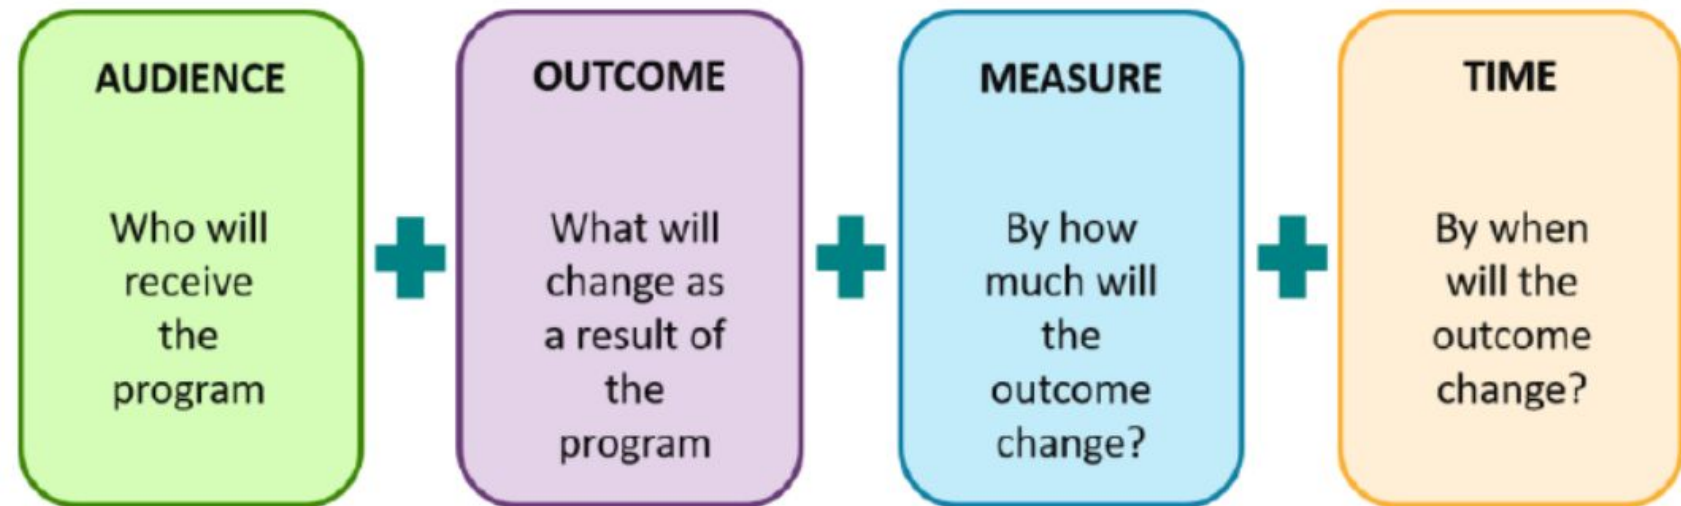 AUDIENCE
Who will
receive
the
program
OUTCOME
What will
change as
a result of
the
program
MEASURE
By how
much will
the
outcome
change?
TIME
By when
will the
outcome
change?